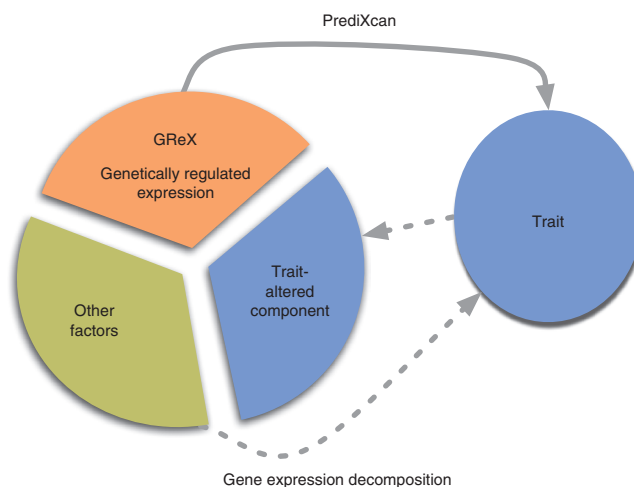 PrediXcan
GReX
Genetically regulated
expression
Trait
Trait-
altered
component
Other
factors
Gene expression decomposition